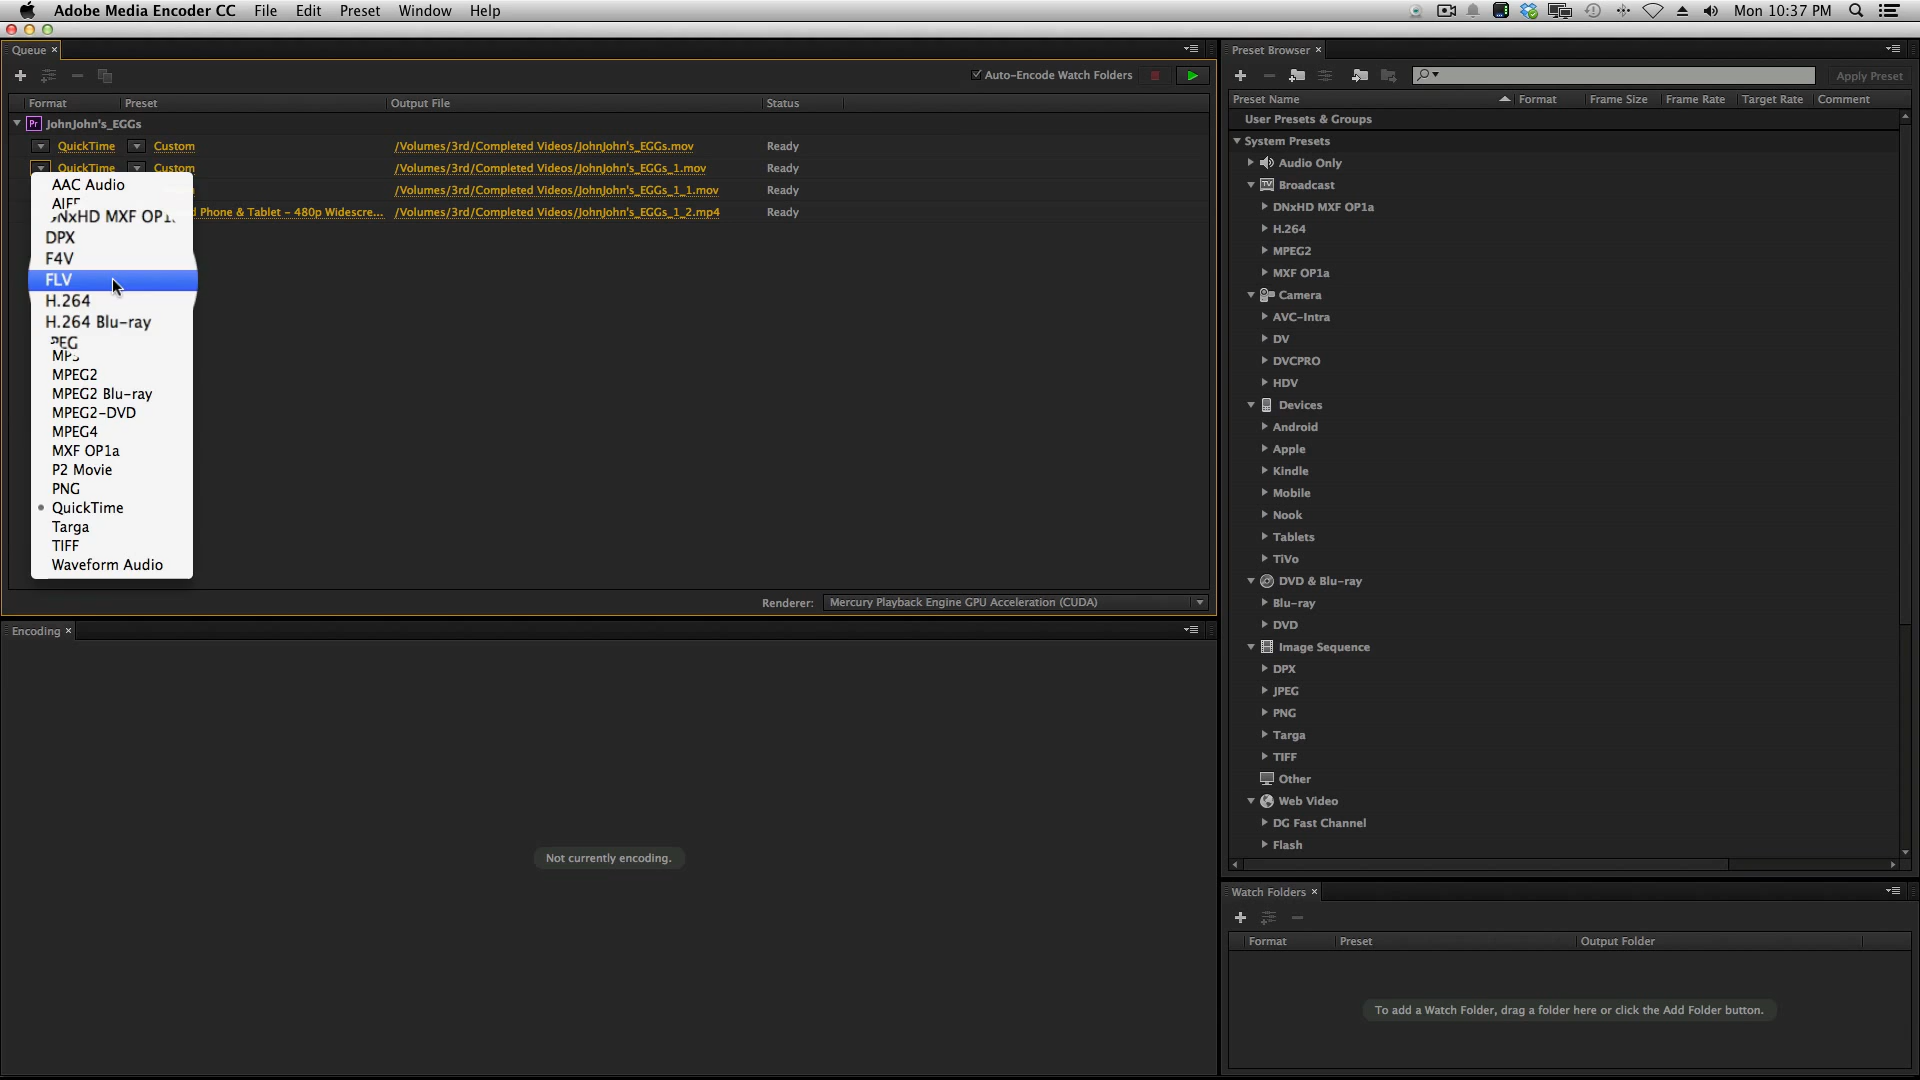 Adobe Media Encoder CC File Edit Preset Window Help Mon 10:37 PM
Queue
Auto-Encode Watch Folders
Format Preset Output File Status
Pr JohnJohn's_EGGs
QuickTime Custom /Volumes/3rd/Completed Videos/JohnJohn's_EGGs.mov Ready
QuickTime Custom /Volumes/3rd/Completed Videos/JohnJohn's_EGGs_1.mov Ready
/Volumes/3rd/Completed Videos/JohnJohn's_EGGs_1_1.mov Ready
Phone & Tablet – 480p Widescre... /Volumes/3rd/Completed Videos/JohnJohn's_EGGs_1_2.mp4 Ready
AAC Audio
DPX
F4V
FLV
H.264
H.264 Blu-ray
MPEG2
MPEG2 Blu-ray
MPEG2-DVD
MPEG4
MXF OP1a
P2 Movie
PNG
QuickTime
Targa
TIFF
Waveform Audio
Renderer: Mercury Playback Engine GPU Acceleration (CUDA)
Encoding
Not currently encoding.
Preset Browser
Apply Preset
Preset Name Format Frame Size Frame Rate Target Rate Comment
User Presets & Groups
System Presets
Audio Only
Broadcast
DNxHD MXF OP1a
H.264
MPEG2
MXF OP1a
Camera
AVC-Intra
DV
DVCPRO
HDV
Devices
Android
Apple
Kindle
Mobile
Nook
Tablets
TiVo
DVD & Blu-ray
Blu-ray
DVD
Image Sequence
DPX
JPEG
PNG
Targa
TIFF
Other
Web Video
DG Fast Channel
Flash
Watch Folders
Format Preset Output Folder
To add a Watch Folder, drag a folder here or click the Add Folder button.